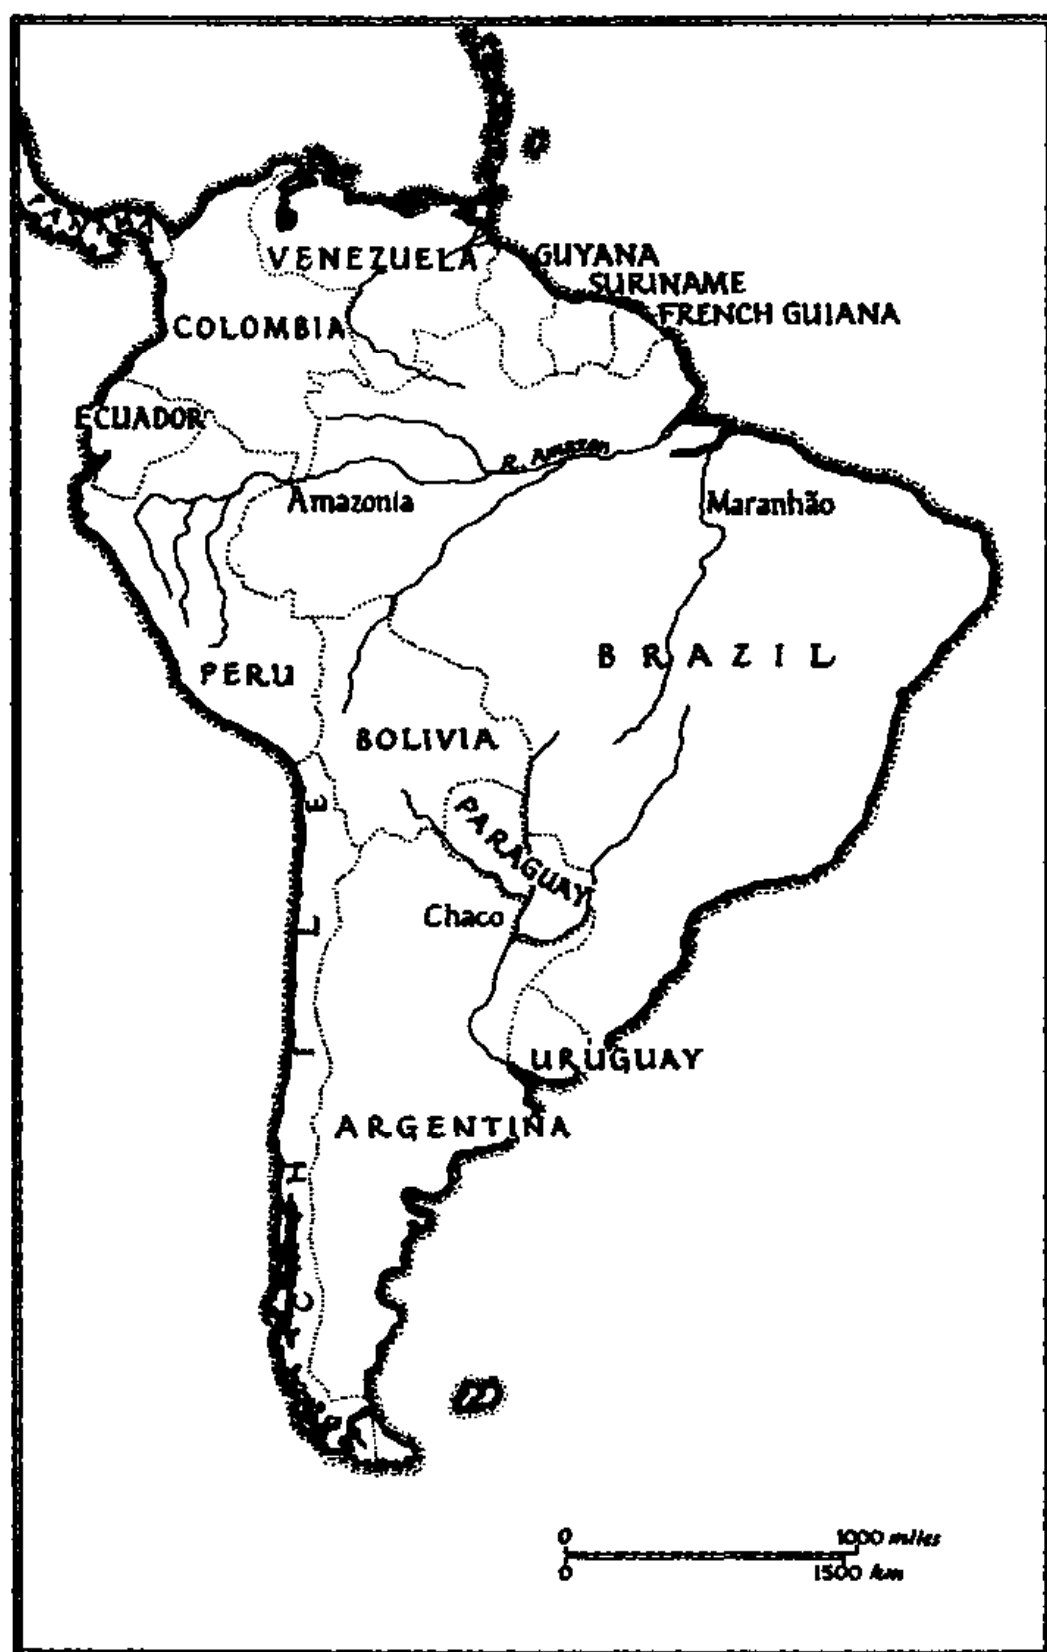 PANAMA
VENEZUELA
GUYANA
SURINAME
FRENCH GUIANA
COLOMBIA
ECUADOR
R. Amazon
Amazonia
Maranhão
PERU
BRAZIL
BOLIVIA
PARAGUAY
Chaco
CHILE
URUGUAY
ARGENTINA
0 1000 miles
0 1500 km